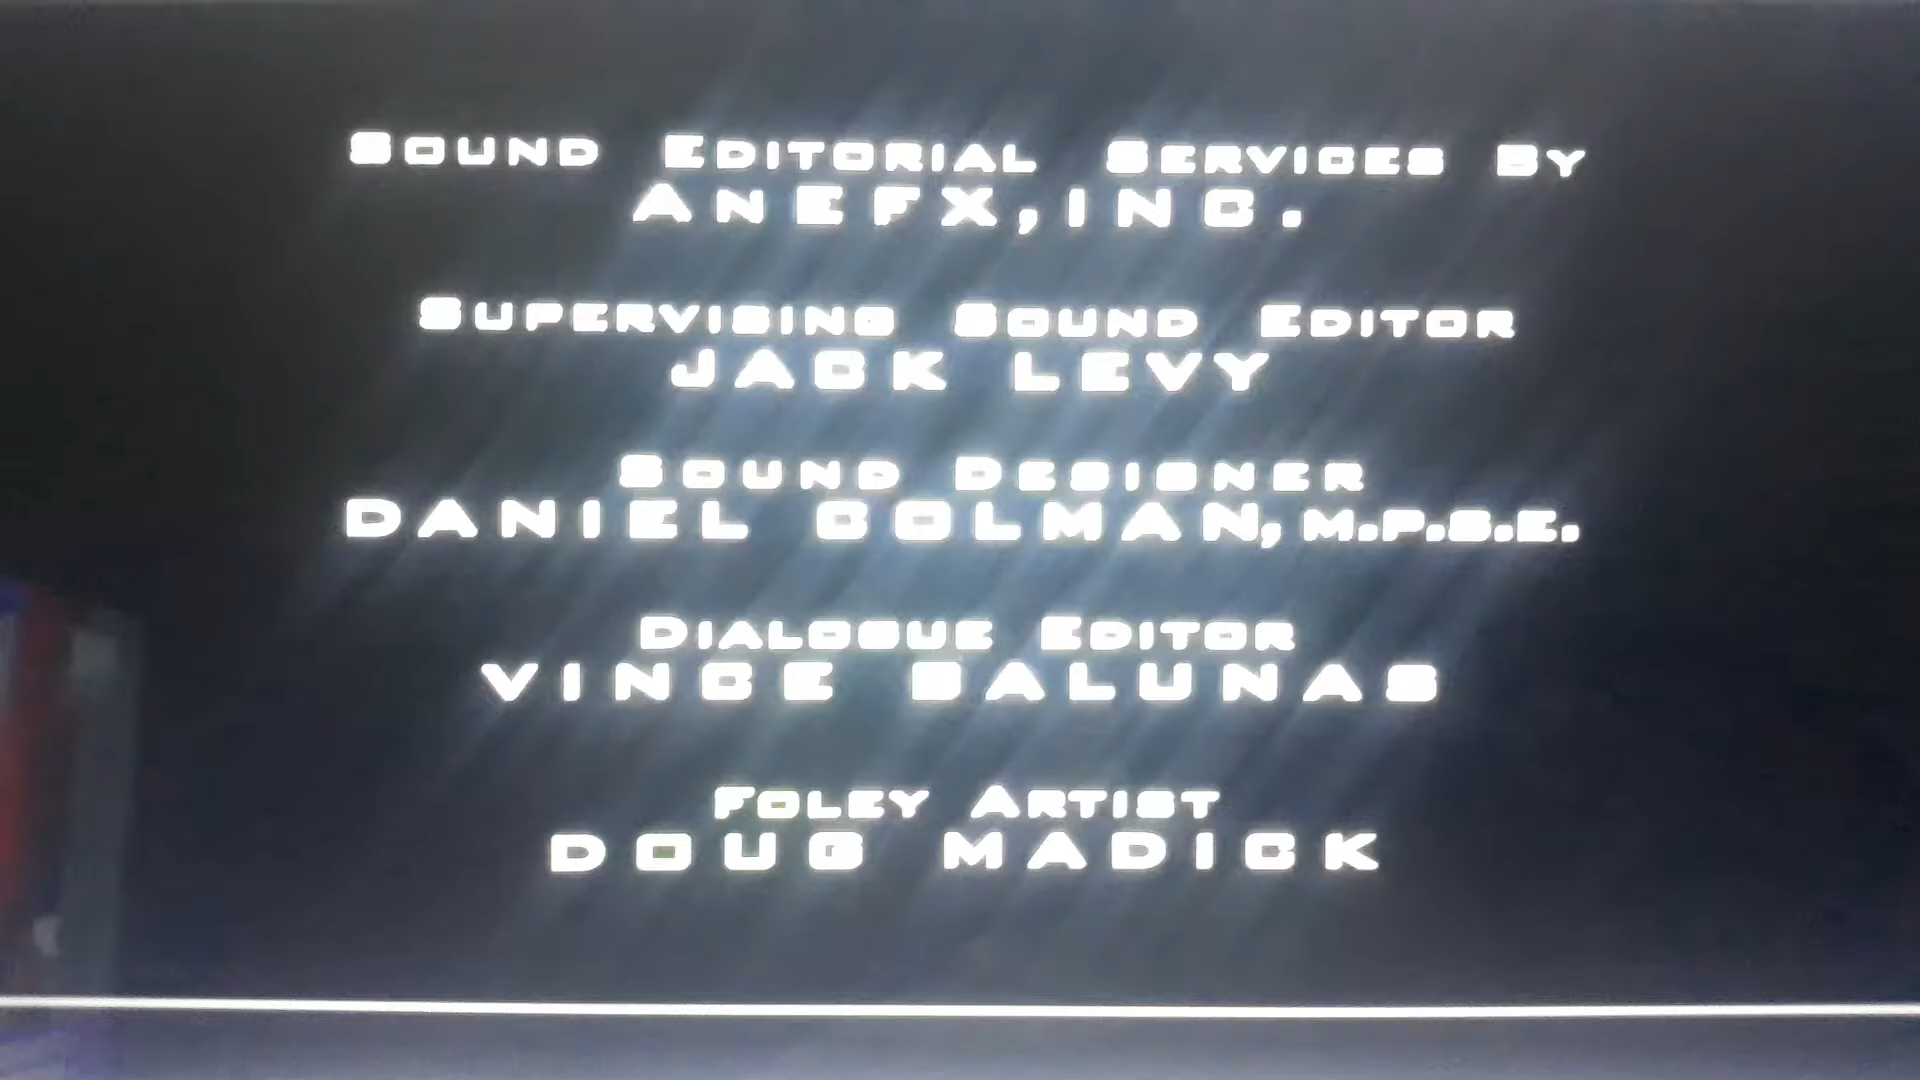 Sound Editorial Services By
AnEFX, INC.
Supervising Sound Editor
JACK LEVY
Sound Designer
DANIEL COLMAN, M.P.S.E.
Dialogue Editor
VINCE BALUNAS
Foley Artist
DOUG MADICK